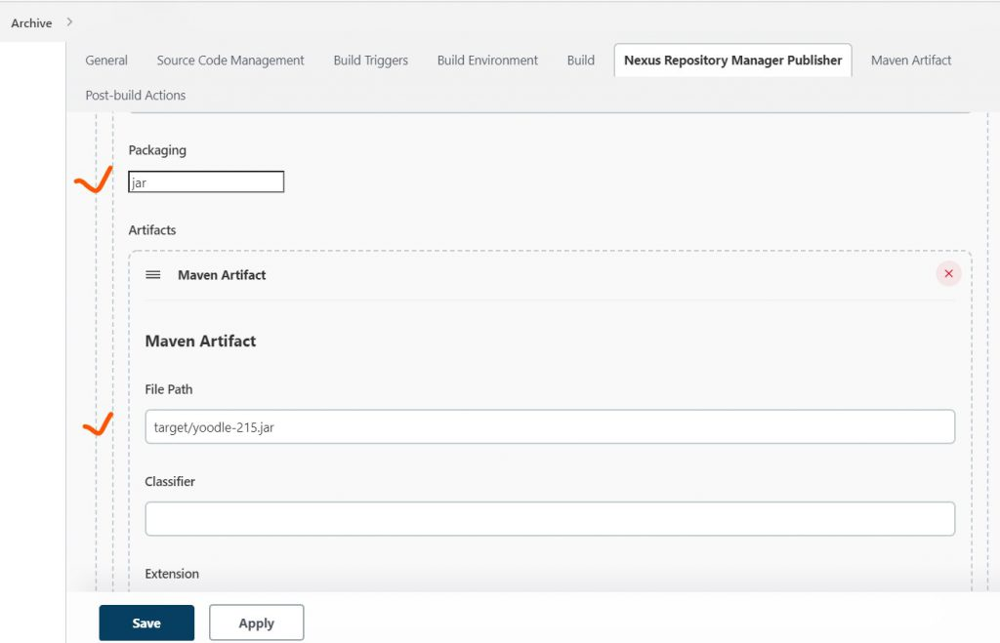 Archive
General Source Code Management Build Triggers Build Environment Build Nexus Repository Manager Publisher Maven Artifact
Post-build Actions
Packaging
jar
Artifacts
Maven Artifact
Maven Artifact
File Path
target/yoodle-215.jar
Classifier
Extension
Save Apply